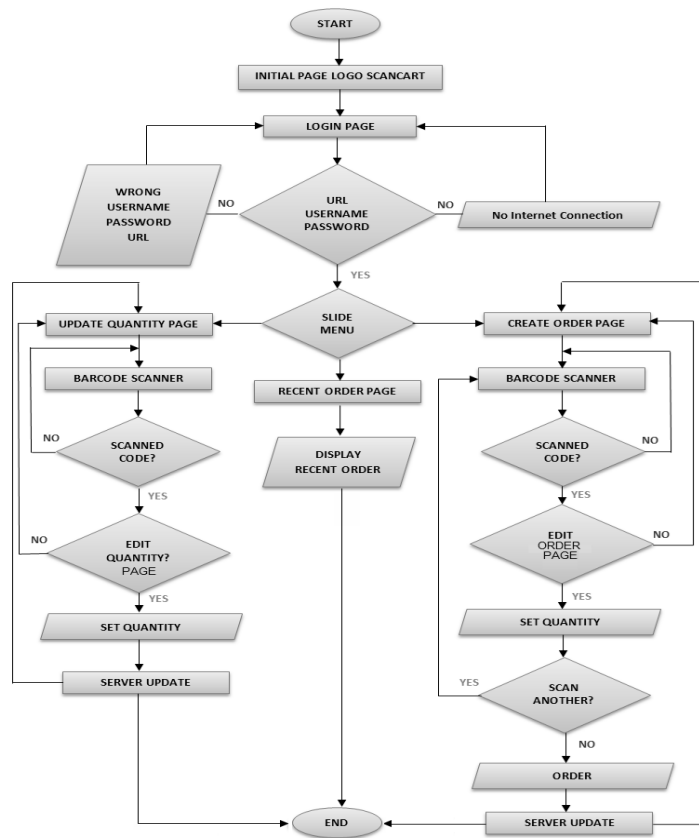 START
INITIAL PAGE LOGO SCANCART
LOGIN PAGE
WRONG
USERNAME
PASSWORD
URL
NO
URL
USERNAME
PASSWORD
NO
No Internet Connection
YES
UPDATE QUANTITY PAGE
SLIDE
MENU
CREATE ORDER PAGE
BARCODE SCANNER
RECENT ORDER PAGE
BARCODE SCANNER
NO
SCANNED
CODE?
DISPLAY
RECENT ORDER
SCANNED
CODE?
NO
YES
YES
NO
EDIT
QUANTITY?
PAGE
EDIT
ORDER
PAGE
NO
YES
YES
SET QUANTITY
SET QUANTITY
SERVER UPDATE
YES
SCAN
ANOTHER?
NO
ORDER
END
SERVER UPDATE